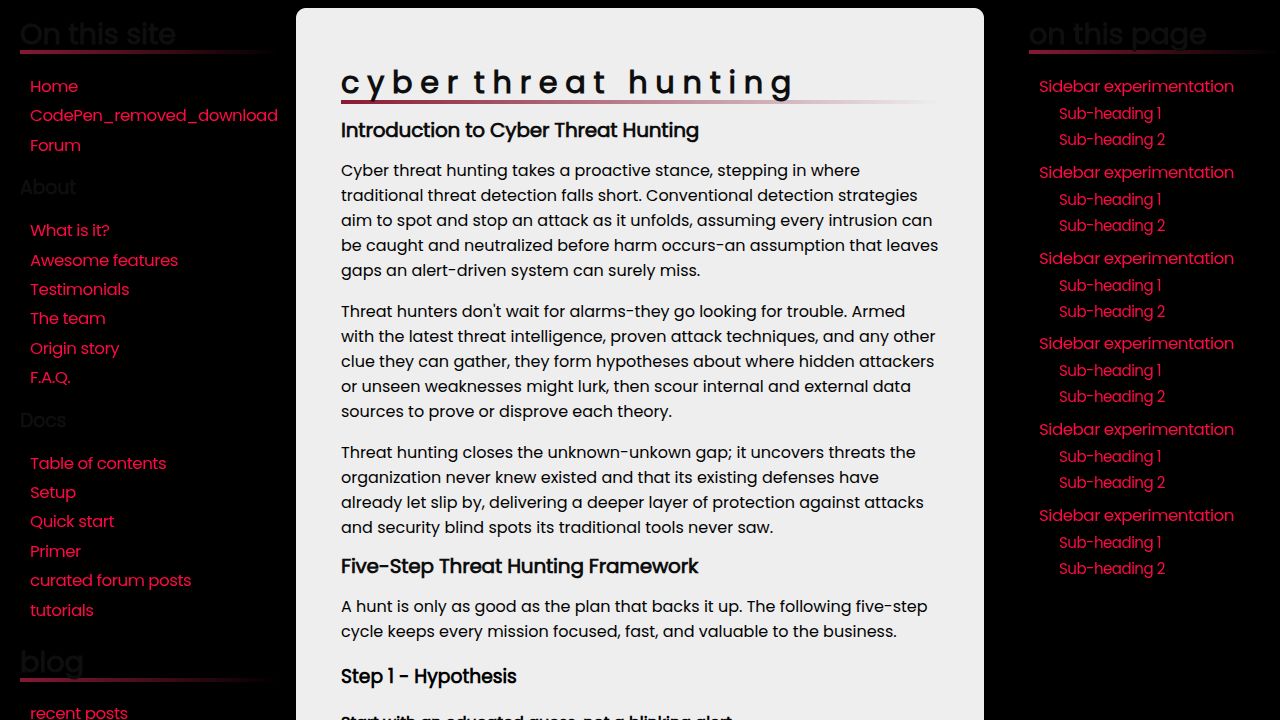 On this site
Home
CodePen_removed_download
Forum
About
What is it?
Awesome features
Testimonials
The team
Origin story
F.A.Q.
Docs
Table of contents
Setup
Quick start
Primer
curated forum posts
tutorials
blog
recent posts
cyber threat hunting
Introduction to Cyber Threat Hunting
Cyber threat hunting takes a proactive stance, stepping in where
traditional threat detection falls short. Conventional detection strategies
aim to spot and stop an attack as it unfolds, assuming every intrusion can
be caught and neutralized before harm occurs-an assumption that leaves
gaps an alert-driven system can surely miss.
Threat hunters don't wait for alarms-they go looking for trouble. Armed
with the latest threat intelligence, proven attack techniques, and any other
clue they can gather, they form hypotheses about where hidden attackers
or unseen weaknesses might lurk, then scour internal and external data
sources to prove or disprove each theory.
Threat hunting closes the unknown-unkown gap; it uncovers threats the
organization never knew existed and that its existing defenses have
already let slip by, delivering a deeper layer of protection against attacks
and security blind spots its traditional tools never saw.
Five-Step Threat Hunting Framework
A hunt is only as good as the plan that backs it up. The following five-step
cycle keeps every mission focused, fast, and valuable to the business.
Step 1 - Hypothesis
Start with an educated guess, not a blinking alert
on this page
Sidebar experimentation
Sub-heading 1
Sub-heading 2
Sidebar experimentation
Sub-heading 1
Sub-heading 2
Sidebar experimentation
Sub-heading 1
Sub-heading 2
Sidebar experimentation
Sub-heading 1
Sub-heading 2
Sidebar experimentation
Sub-heading 1
Sub-heading 2
Sidebar experimentation
Sub-heading 1
Sub-heading 2